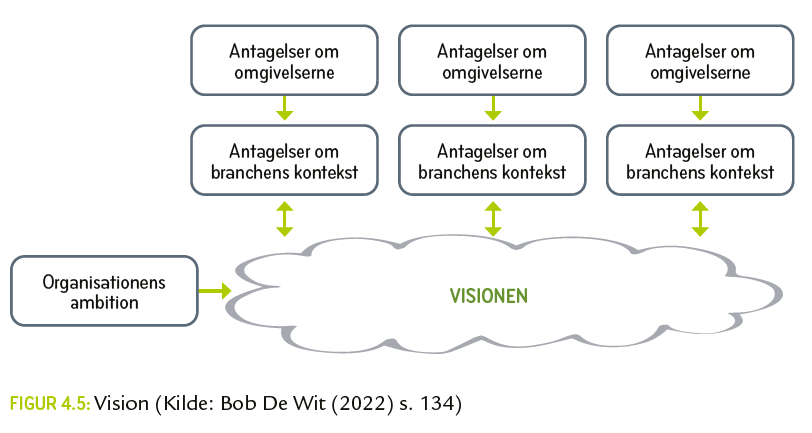 Antagelser om
omgivelserne
Antagelser om
omgivelserne
Antagelser om
omgivelserne
Antagelser om
branchens kontekst
Antagelser om
branchens kontekst
Antagelser om
branchens kontekst
Organisationens
ambition
VISIONEN
FIGUR 4.5: Vision (Kilde: Bob De Wit (2022) s. 134)